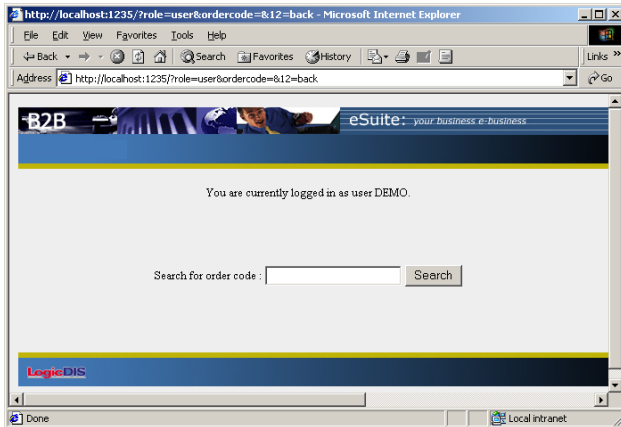 http://localhost:1235/?role=user&ordercode=&12=back - Microsoft Internet Explorer
File Edit View Favorites Tools Help
Back Search Favorites History Links »
Address http://localhost:1235/?role=user&ordercode=&12=back Go
B2B eSuite: your business e-business
You are currently logged in as user DEMO.
Search for order code : Search
LogicDIS
Done Local intranet